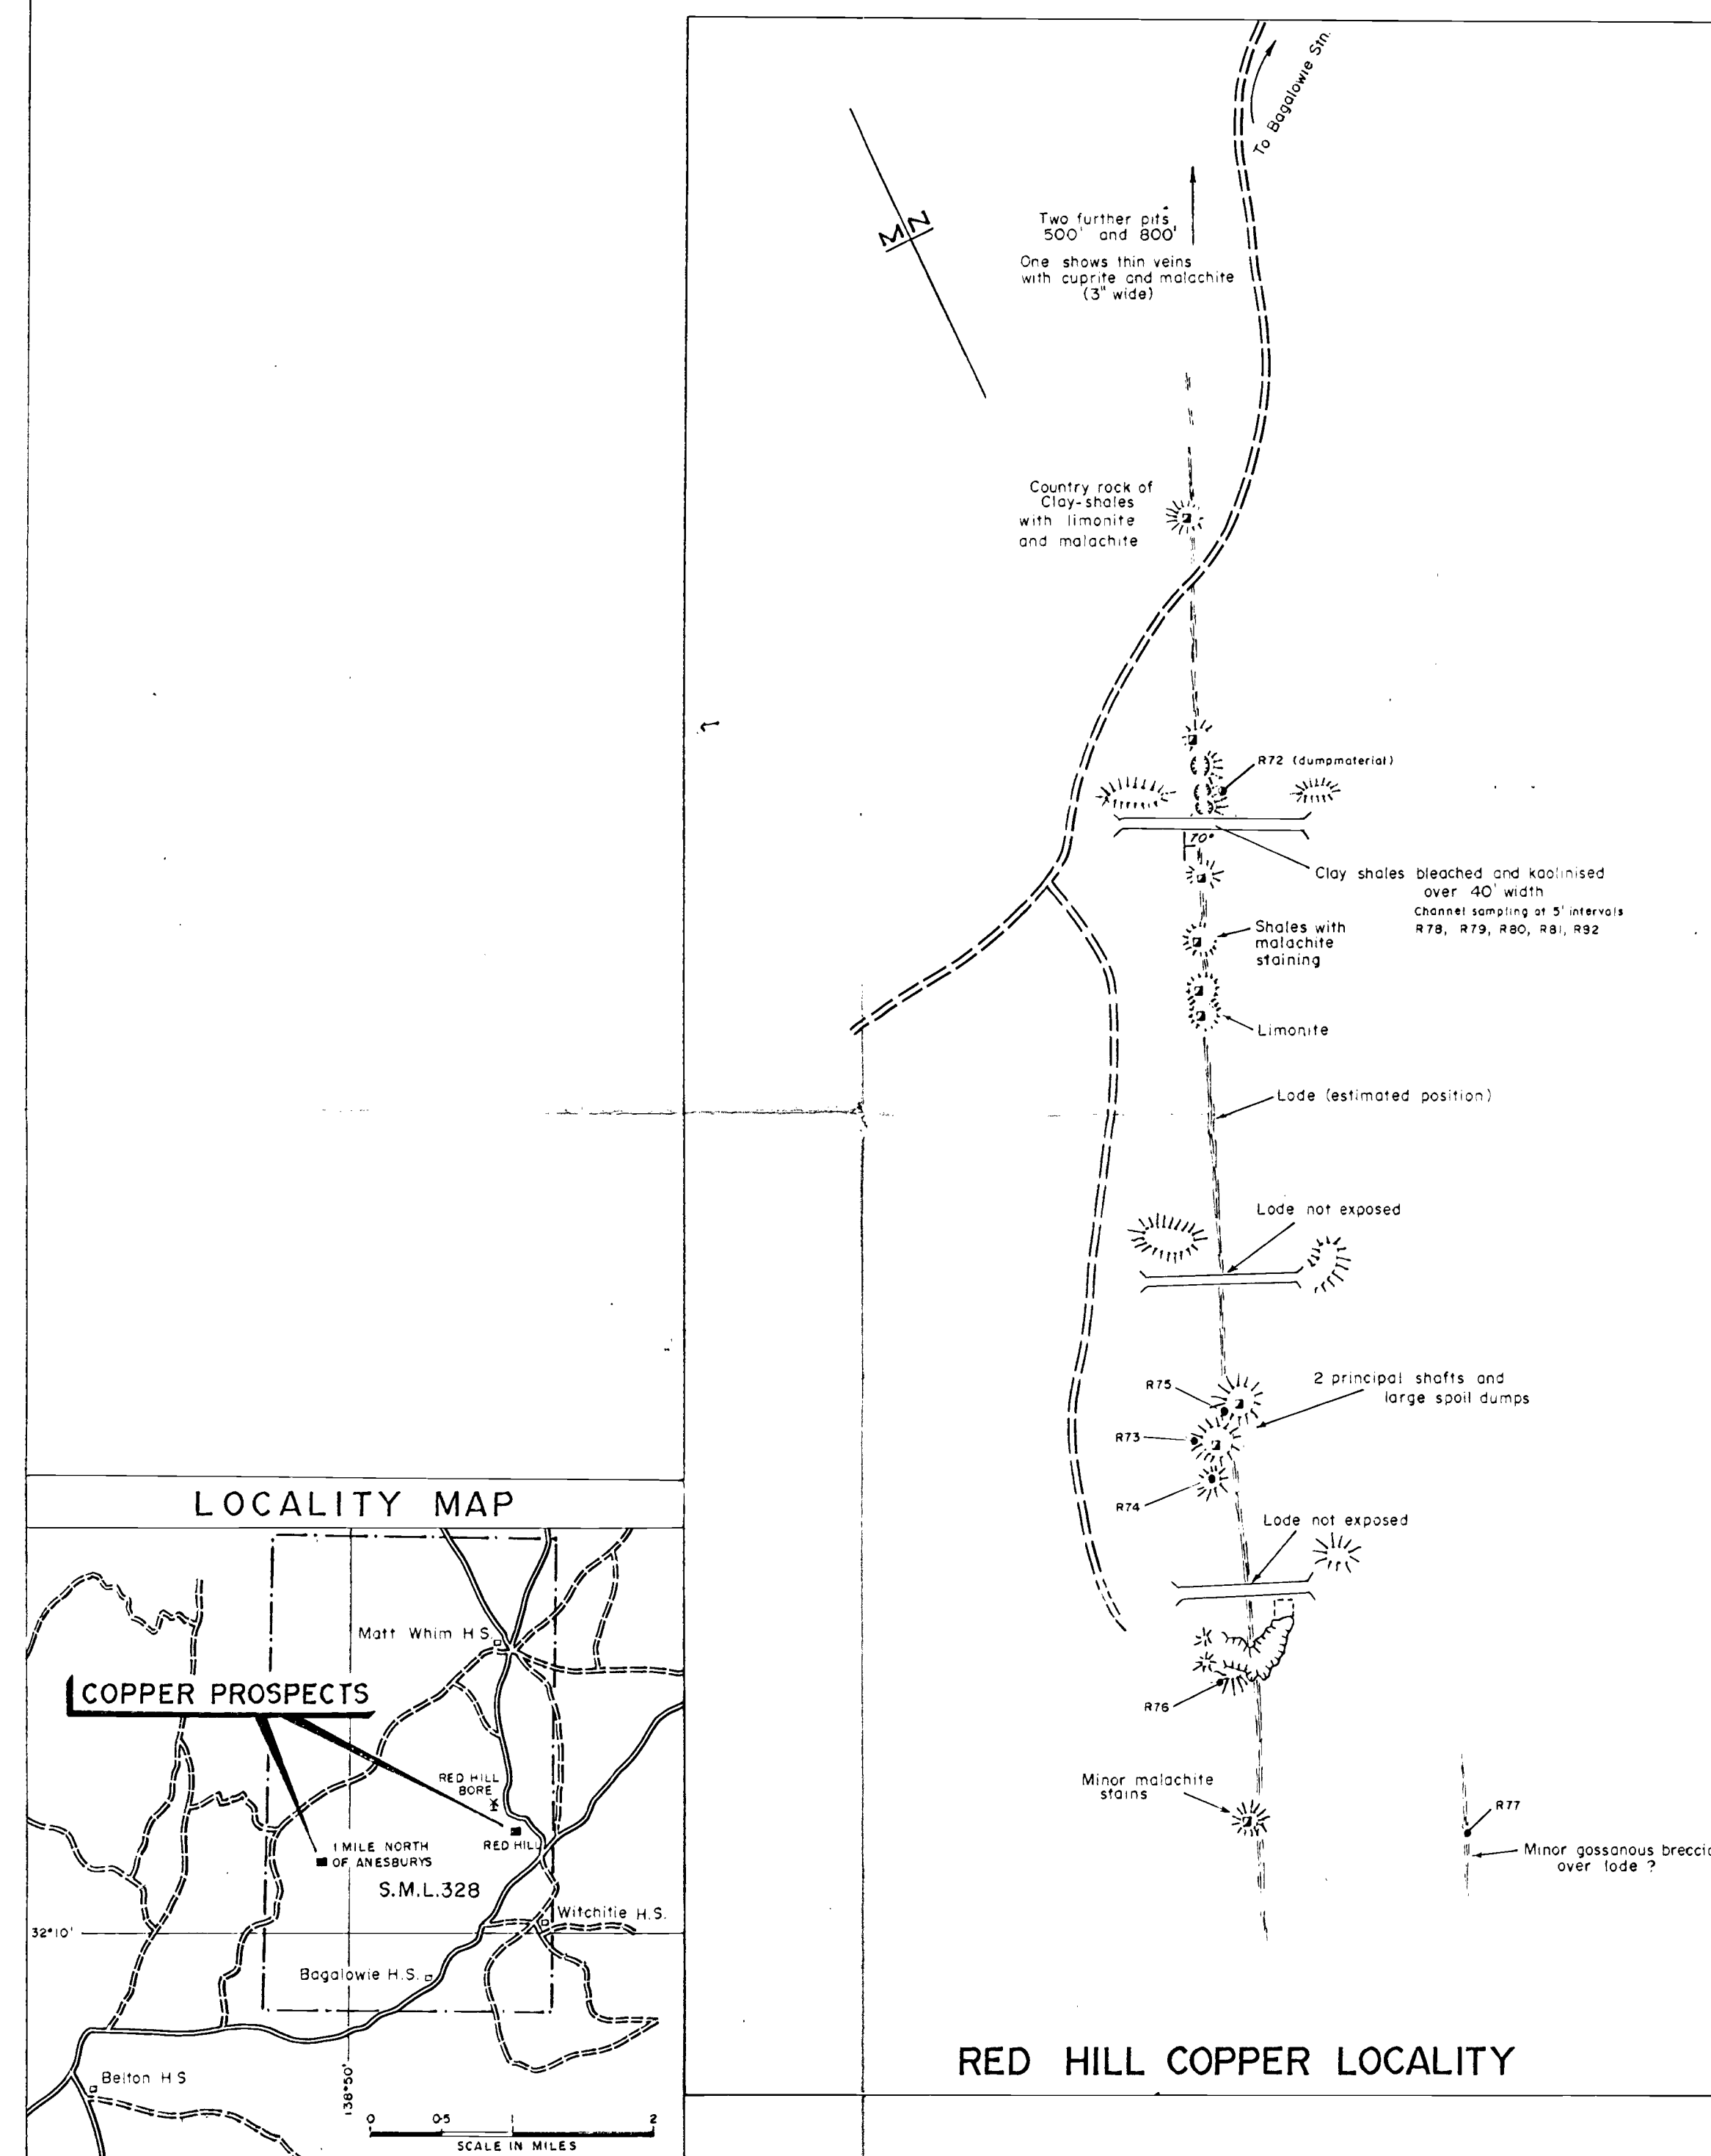 To Bagalowie Stn.
MN
Two further pits
500' and 800'
One shows thin veins
with cuprite and malachite
(3" wide)
Country rock of
Clay-shales
with limonite
and malachite
R72 (dumpmaterial)
70°
Clay shales bleached and kaolinised
over 40' width
Channel sampling at 5' intervals
R78, R79, R80, R81, R92
Shales with
malachite
staining
Limonite
Lode (estimated position)
Lode not exposed
R75
2 principal shafts and
large spoil dumps
R73
R74
Lode not exposed
R76
Minor malachite
stains
R77
Minor gossanous breccia
over lode ?
RED HILL COPPER LOCALITY
LOCALITY MAP
Matt Whim H.S.
COPPER PROSPECTS
RED HILL
BORE
RED HILL
1 MILE NORTH
OF ANESBURYS
S.M.L.328
Witchitie H.S.
32°10'
Bagalowie H.S.
138°50'
Belton H S
0 0·5 1 2
SCALE IN MILES